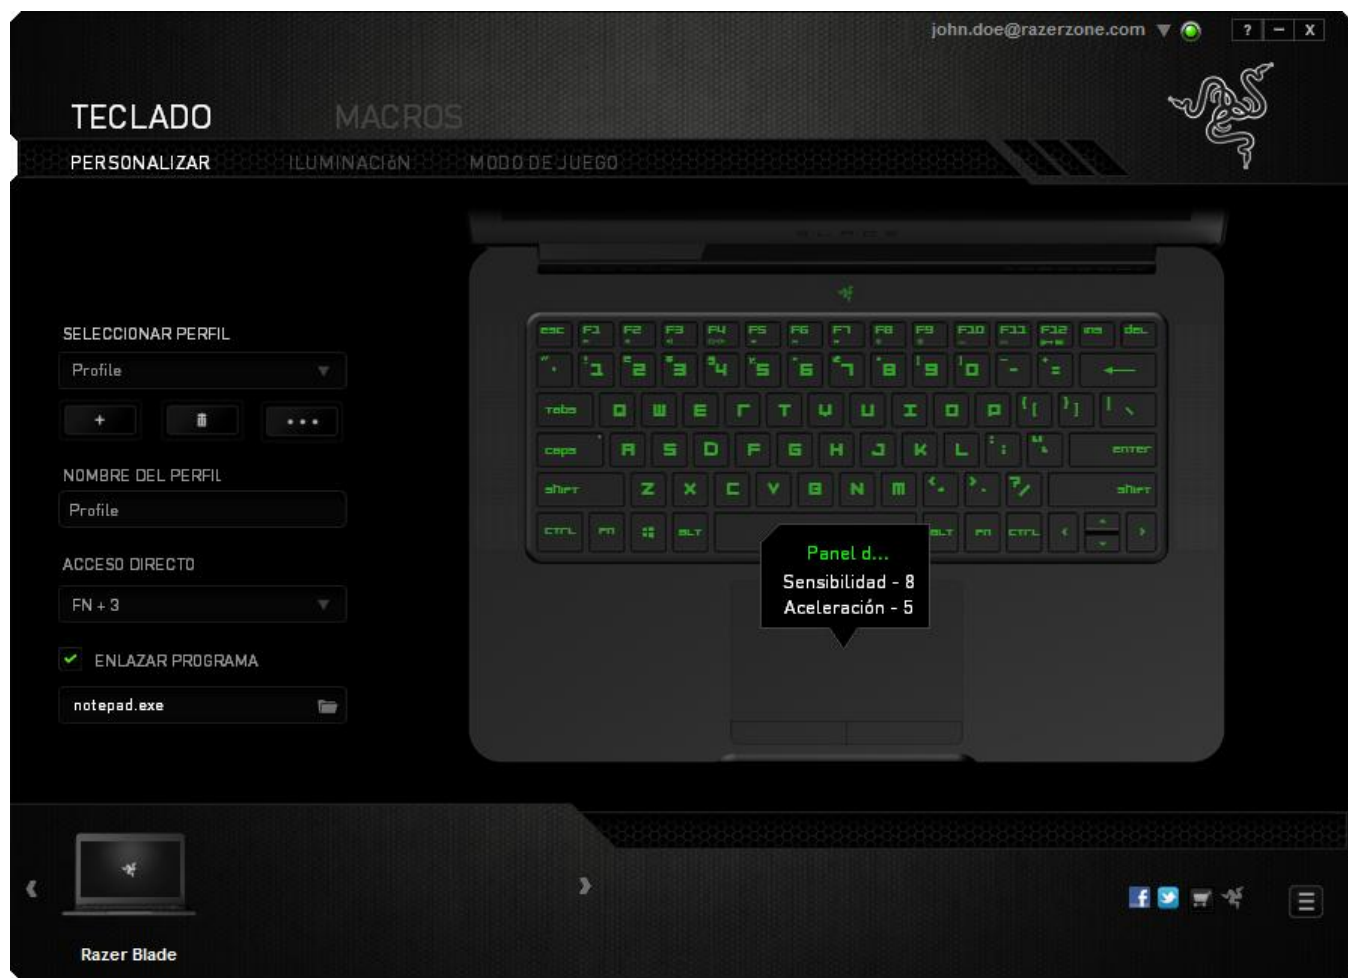 john.doe@razerzone.com
? - X
TECLADO MACROS
PERSONALIZAR ILUMINACIÓN MODO DE JUEGO
BLADE
SELECCIONAR PERFIL
Profile
+ •••
NOMBRE DEL PERFIL
Profile
ACCESO DIRECTO
FN + 3
ENLAZAR PROGRAMA
notepad.exe
esc F1 F2 F3 F4 F5 F6 F7 F8 F9 F10 F11 F12 ins del
1 2 3 4 5 6 7 8 9 0 - =
Tabs Q W E r T Y U I O P { [ } ] | \
caps A S D F G H J K L : ; enter
shift Z X C V B N M < > ? / shift
CTrL Fn ALT ALT Fn CTrL
Panel d...
Sensibilidad - 8
Aceleración - 5
Razer Blade